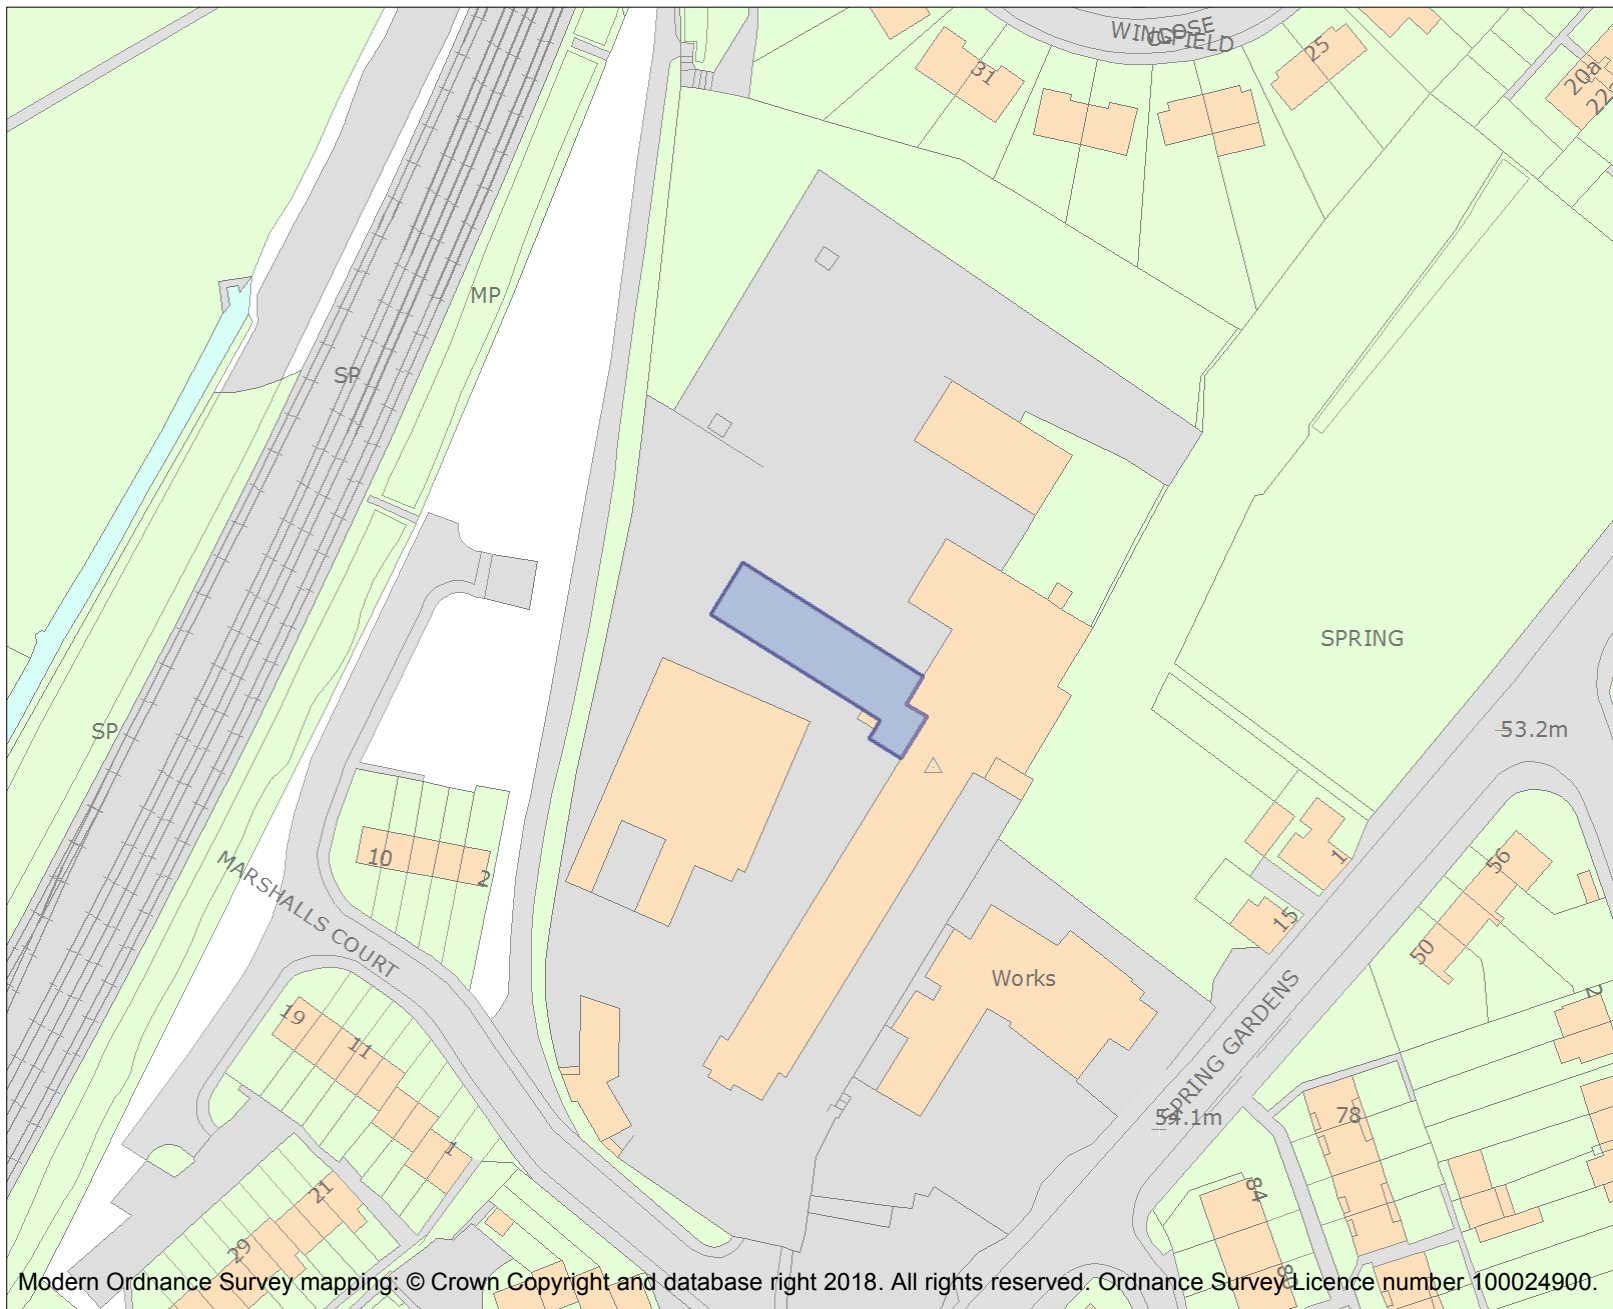 WINGFIELD
CLOSE
25
31
20a
22
MP
SP
SPRING
SP
53.2m
10
2
56
1
MARSHALLS COURT
15
50
Works
19
SPRING GARDENS
2
11
54.1m
78
1
84
21
29
Modern Ordnance Survey mapping: © Crown Copyright and database right 2018. All rights reserved. Ordnance Survey Licence number 100024900.